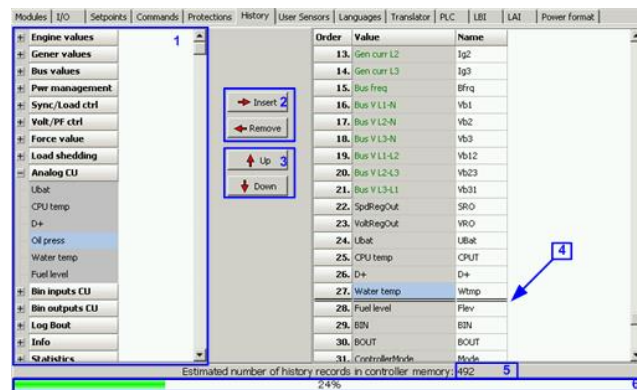 Modules I/O Setpoints Commands Protections History User Sensors Languages Translator PLC LBI LAI Power format
Engine values
Gener values
Bus values
Pwr management
Sync/Load ctrl
Volt/PF ctrl
Force value
Load shedding
Analog CU
Ubat
CPU temp
D+
Oil press
Water temp
Fuel level
Bin inputs CU
Bin outputs CU
Log Bout
Info
Statistics
1
Insert 2
Remove
Up 3
Down
Order Value Name
13. Gen curr L2 Ig2
14. Gen curr L3 Ig3
15. Bus freq Bfrq
16. Bus V L1-N Vb1
17. Bus V L2-N Vb2
18. Bus V L3-N Vb3
19. Bus V L1-L2 Vb12
20. Bus V L2-L3 Vb23
21. Bus V L3-L1 Vb31
22. SpdRegOut SRO
23. VoltRegOut VRO
24. Ubat UBat
25. CPU temp CPUT
26. D+ D+
27. Water temp Wtmp
28. Fuel level Flev
29. BIN BIN
30. BOUT BOUT
31. ControllerMode Mode
4
Estimated number of history records in controller memory: 492 5
24% 6